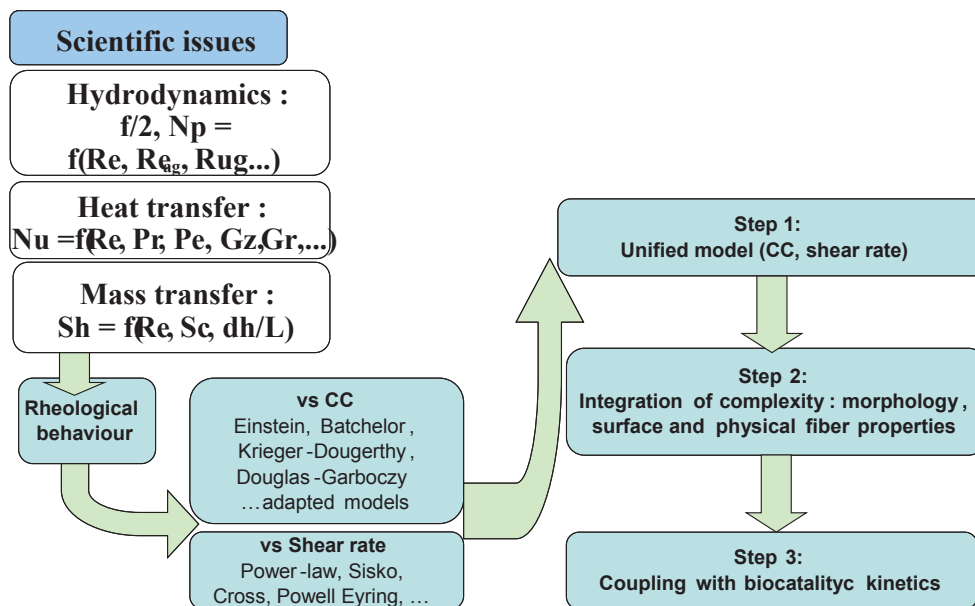 Scientific issues
Hydrodynamics :
f/2, Np =
f(Re, Reag, Rug...)
Heat transfer :
Nu =f(Re, Pr, Pe, Gz,Gr,...)
Mass transfer :
Sh = f(Re, Sc, dh/L)
Rheological
behaviour
vs CC
Einstein, Batchelor ,
Krieger-Dougerthy ,
Douglas-Garboczy
…adapted models
vs Shear rate
Power-law, Sisko,
Cross, Powell Eyring, …
Step 1:
Unified model (CC, shear rate)
Step 2:
Integration of complexity : morphology ,
surface and physical fiber properties
Step 3:
Coupling with biocatalityc kinetics